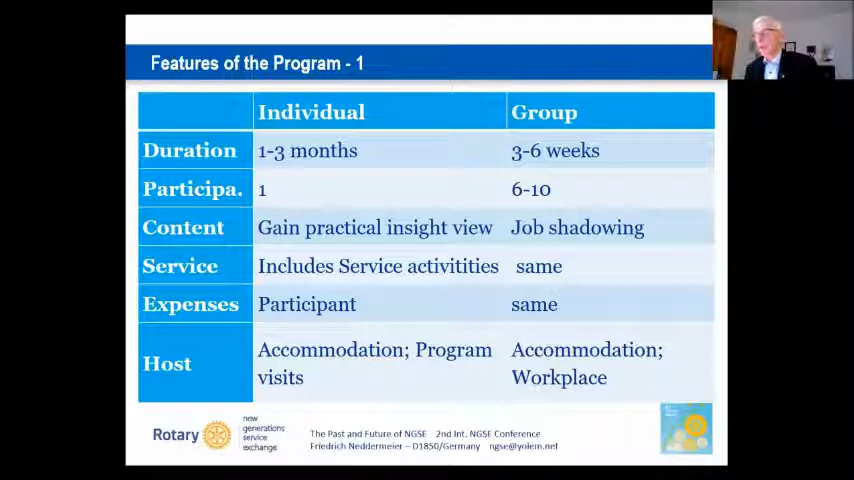 Features of the Program - 1
Individual Group
Duration 1-3 months 3-6 weeks
Participa. 1 6-10
Content Gain practical insight view Job shadowing
Service Includes Service activitities same
Expenses Participant same
Host Accommodation; Program visits Accommodation; Workplace
Rotary
new
generations
service
exchange
The Past and Future of NGSE 2nd Int. NGSE Conference
Friedrich Neddermeier – D1850/Germany ngse@yolem.net